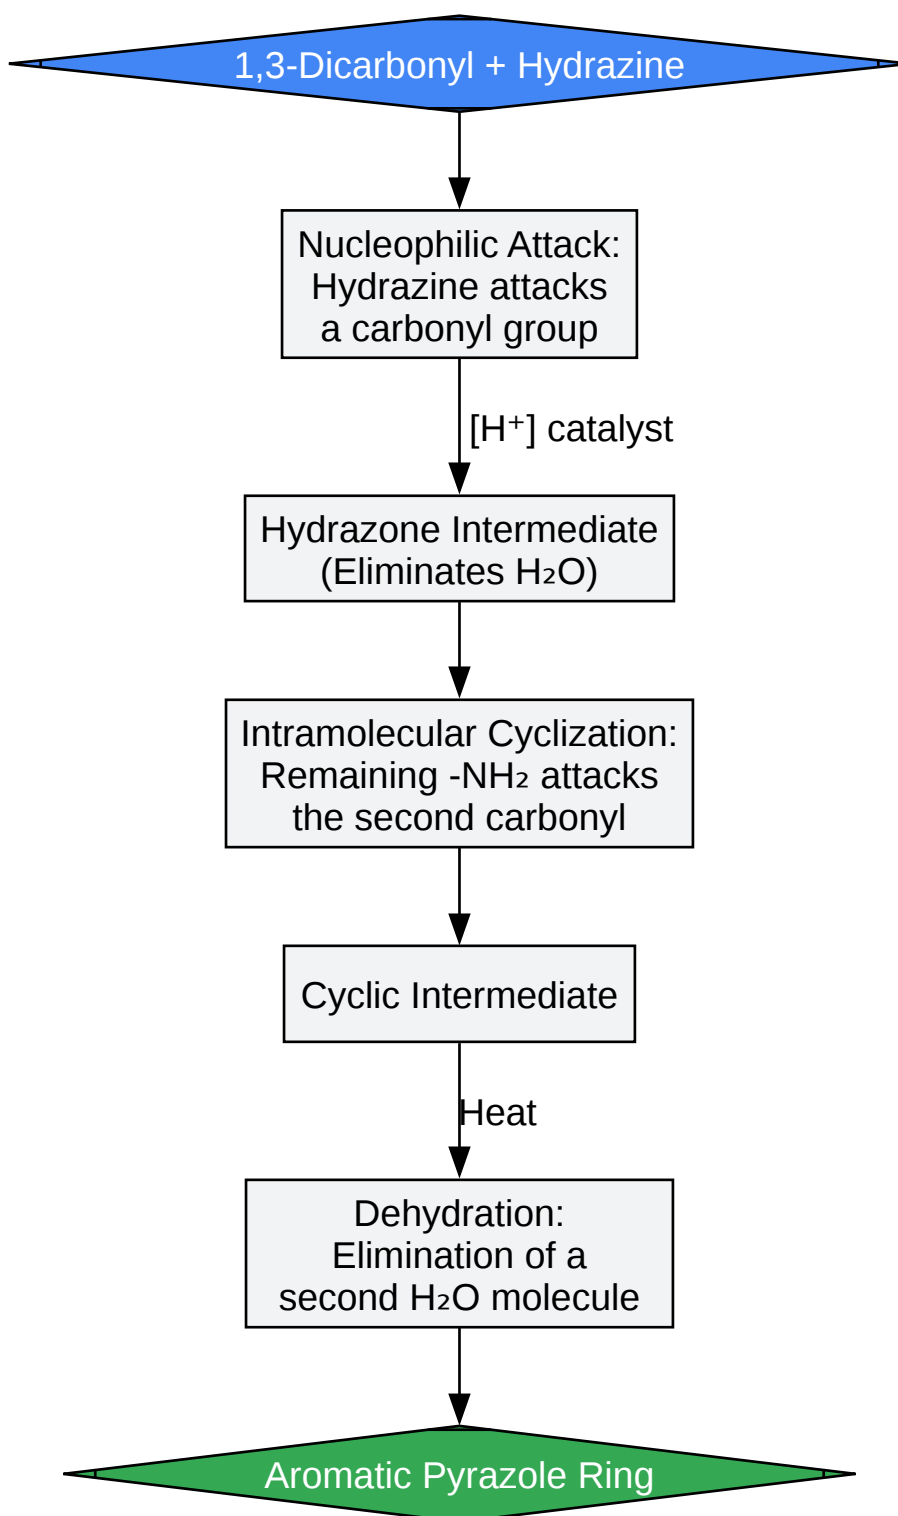 1,3-Dicarbonyl + Hydrazine
Nucleophilic Attack:
Hydrazine attacks
a carbonyl group
[H⁺] catalyst
Hydrazone Intermediate
(Eliminates H₂O)
Intramolecular Cyclization:
Remaining -NH₂ attacks
the second carbonyl
Cyclic Intermediate
Heat
Dehydration:
Elimination of a
second H₂O molecule
Aromatic Pyrazole Ring